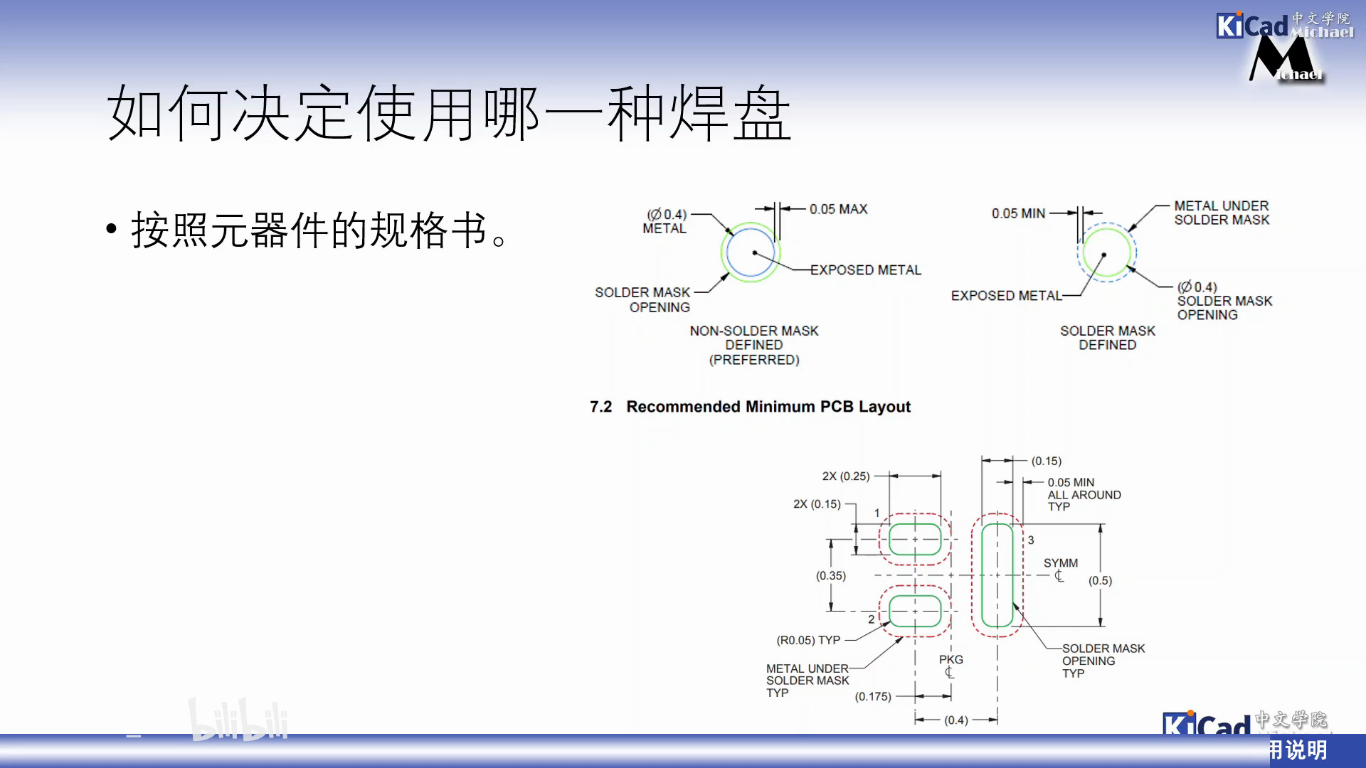 KiCad 中文学院
Michael
Michael
如何决定使用哪一种焊盘
• 按照元器件的规格书。
(Ø 0.4)
METAL
0.05 MAX
EXPOSED METAL
SOLDER MASK
OPENING
NON-SOLDER MASK
DEFINED
(PREFERRED)
0.05 MIN
METAL UNDER
SOLDER MASK
EXPOSED METAL
(Ø 0.4)
SOLDER MASK
OPENING
SOLDER MASK
DEFINED
7.2 Recommended Minimum PCB Layout
(0.15)
2X (0.25)
0.05 MIN
ALL AROUND
TYP
2X (0.15)
1
3
SYMM
℄
(0.35)
(0.5)
2
(R0.05) TYP
SOLDER MASK
OPENING
TYP
PKG
℄
METAL UNDER
SOLDER MASK
TYP
(0.175)
(0.4)
bilibili
KiCad 中文学院
用说明